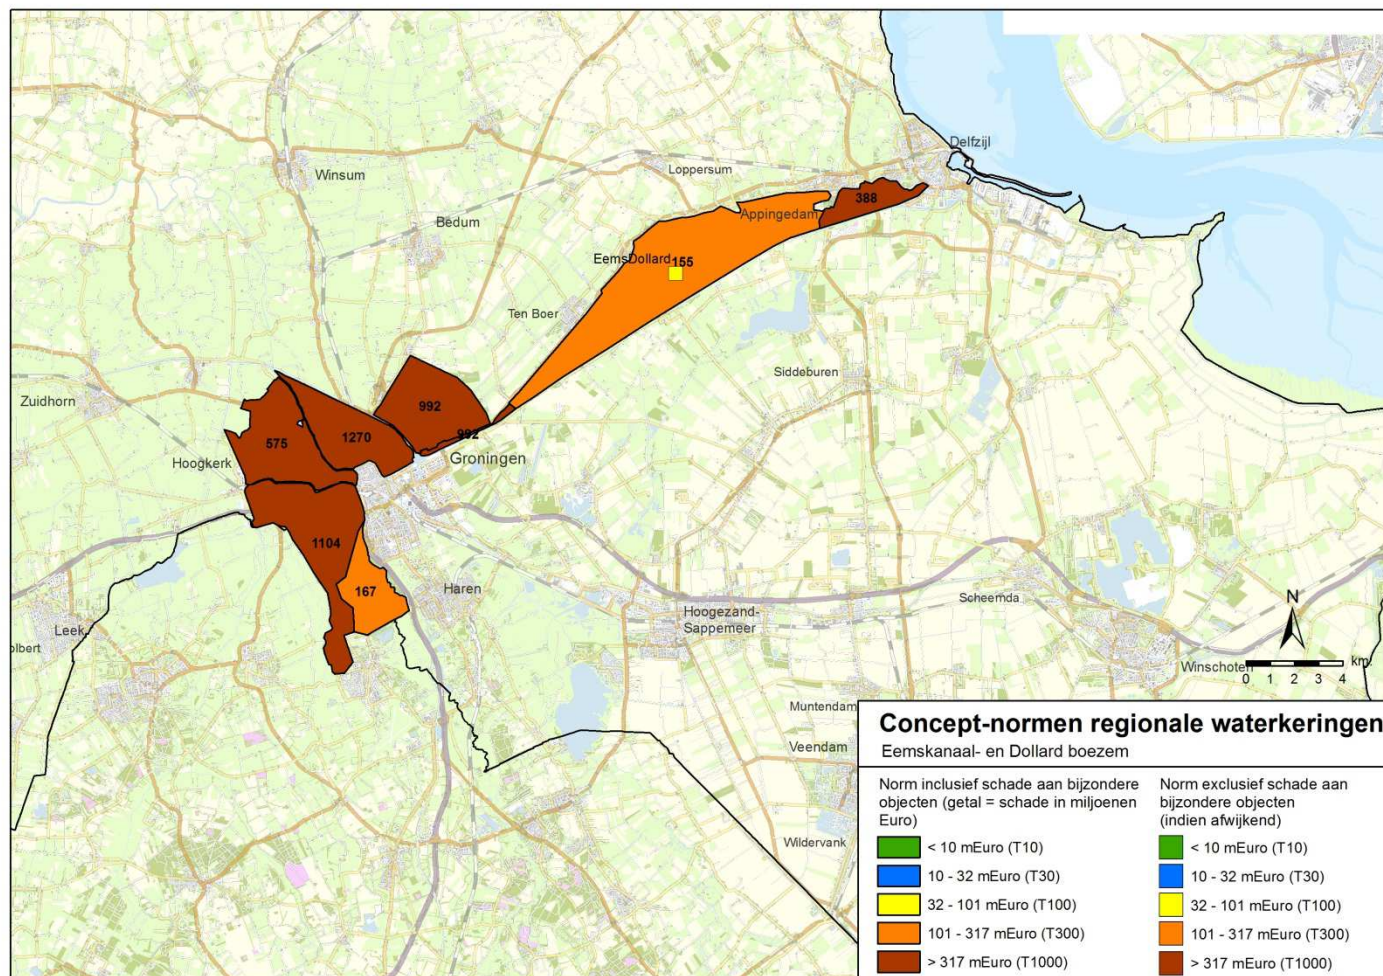 Delfzijl
Loppersum
Winsum
388
Appingedam
Bedum
EemsDollard
155
Ten Boer
Siddeburen
Zuidhorn
992
1270
992
575
Groningen
Hoogkerk
1104
167
Haren
Hoogezand-
Sappemeer
Scheemda
N
Leek
olbert
Winschoten
km
0 1 2 3 4
Muntendam
Veendam
Wildervank
Concept-normen regionale waterkeringen
Eemskanaal- en Dollard boezem
Norm inclusief schade aan bijzondere
objecten (getal = schade in miljoenen
Euro)
< 10 mEuro (T10)
10 - 32 mEuro (T30)
32 - 101 mEuro (T100)
101 - 317 mEuro (T300)
> 317 mEuro (T1000)
Norm exclusief schade aan
bijzondere objecten
(indien afwijkend)
< 10 mEuro (T10)
10 - 32 mEuro (T30)
32 - 101 mEuro (T100)
101 - 317 mEuro (T300)
> 317 mEuro (T1000)